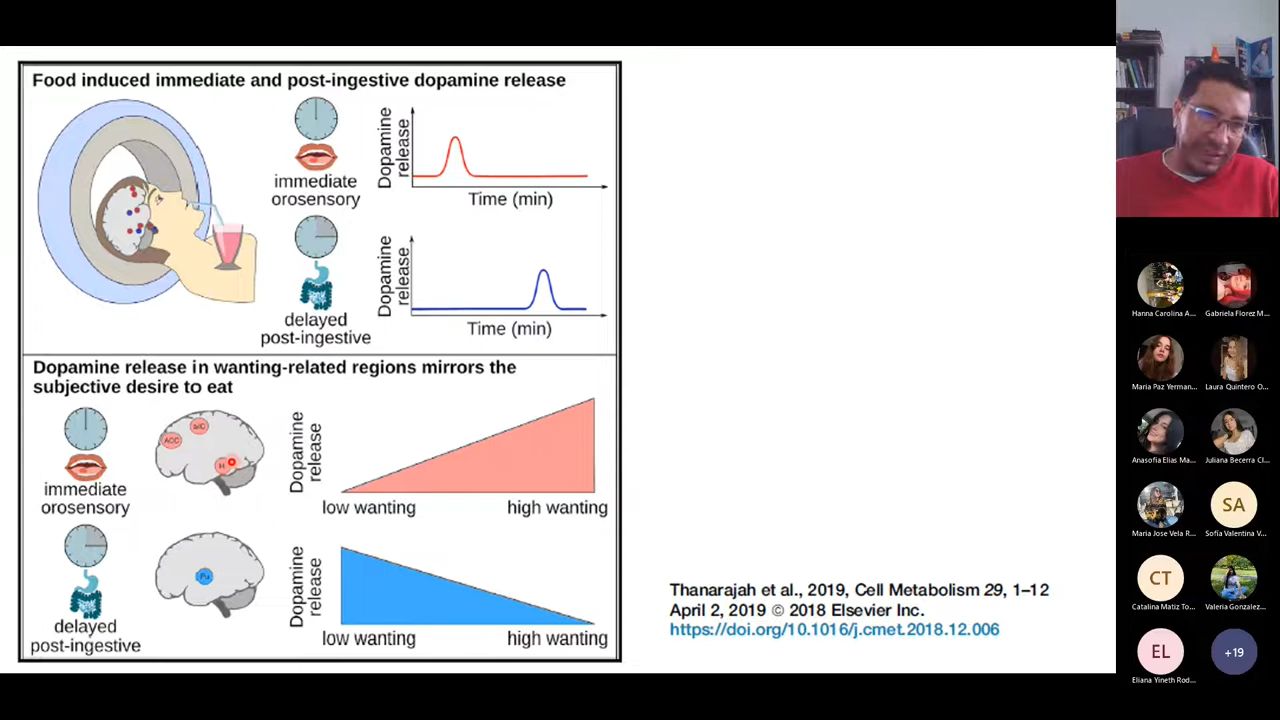 Food induced immediate and post-ingestive dopamine release
immediate
orosensory
Dopamine
release
Time (min)
delayed
post-ingestive
Dopamine
release
Time (min)
Dopamine release in wanting-related regions mirrors the
subjective desire to eat
immediate
orosensory
ACC
H
Dopamine
release
low wanting
high wanting
delayed
post-ingestive
Pu
Dopamine
release
low wanting
high wanting
Thanarajah et al., 2019, Cell Metabolism 29, 1–12
April 2, 2019 © 2018 Elsevier Inc.
https://doi.org/10.1016/j.cmet.2018.12.006
Hanna Carolina A...
Gabriela Florez M...
Maria Paz Yerman...
Laura Quintero O...
Anasofia Elias Ma...
Juliana Becerra Cl...
Maria Jose Vela R...
SA
Sofía Valentina V...
CT
Catalina Matiz To...
Valeria Gonzalez...
EL
Eliana Yineth Rod...
+19